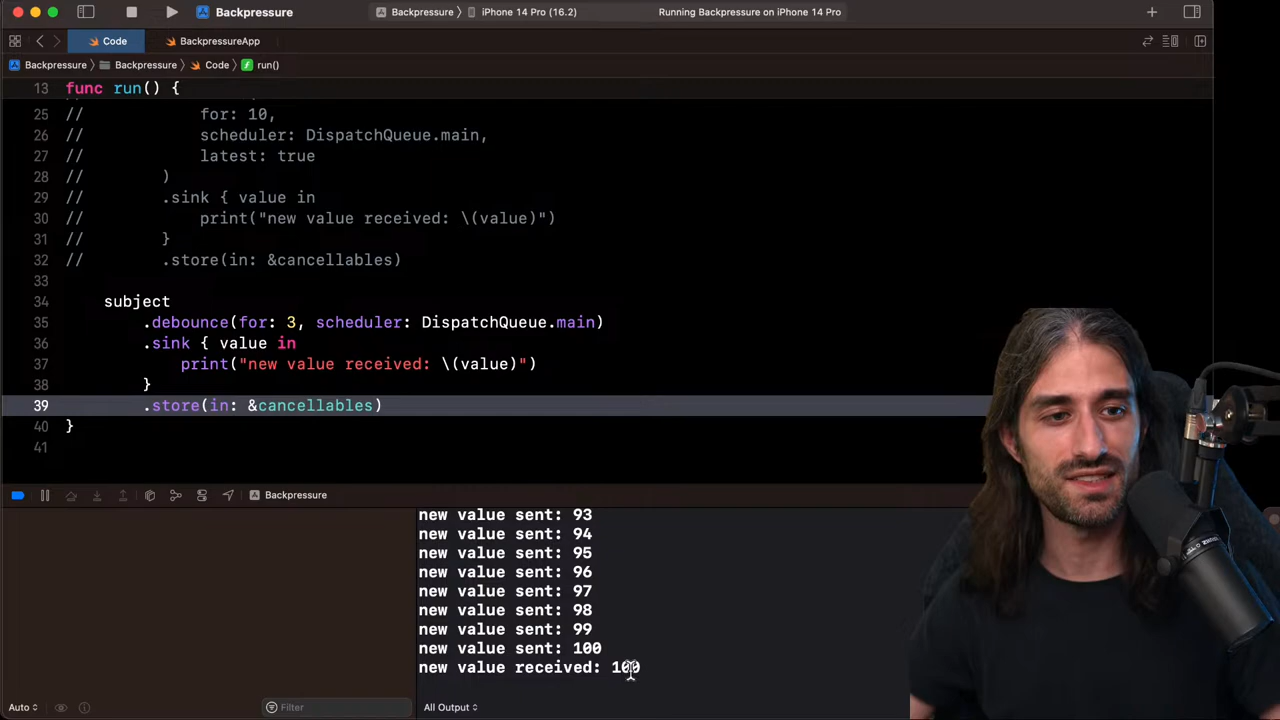 Backpressure
Backpressure
iPhone 14 Pro (16.2)
Running Backpressure on iPhone 14 Pro
Code
BackpressureApp
Backpressure
Backpressure
Code
run()
13 func run() {
25 // for: 10,
26 // scheduler: DispatchQueue.main,
27 // latest: true
28 // )
29 // .sink { value in
30 // print("new value received: \(value)")
31 // }
32 // .store(in: &cancellables)
33
34 subject
35 .debounce(for: 3, scheduler: DispatchQueue.main)
36 .sink { value in
37 print("new value received: \(value)")
38 }
39 .store(in: &cancellables)
40 }
41
Backpressure
new value sent: 93
new value sent: 94
new value sent: 95
new value sent: 96
new value sent: 97
new value sent: 98
new value sent: 99
new value sent: 100
new value received: 100
Auto
Filter
All Output